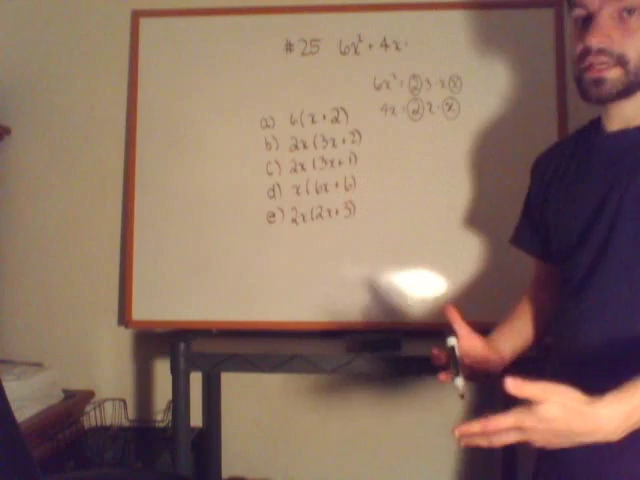 #25 6x² + 4x
6x² = 2·3·x·x
4x = 2·2·x
a) 6(x + 2)
b) 2x(3x + 2)
c) 2x(3x + 1)
d) x(6x + 6)
e) 2x(2x + 3)